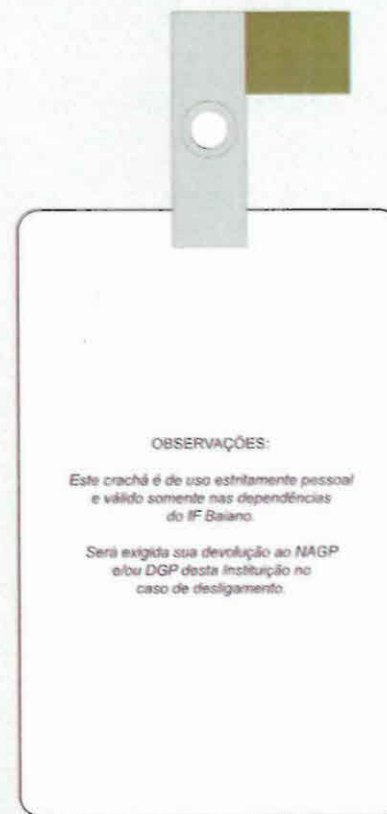 OBSERVAÇÕES:
Este crachá é de uso estritamente pessoal
e válido somente nas dependências
do IF Baiano.
Será exigida sua devolução ao NAGP
e/ou DGP desta Instituição no
caso de desligamento.